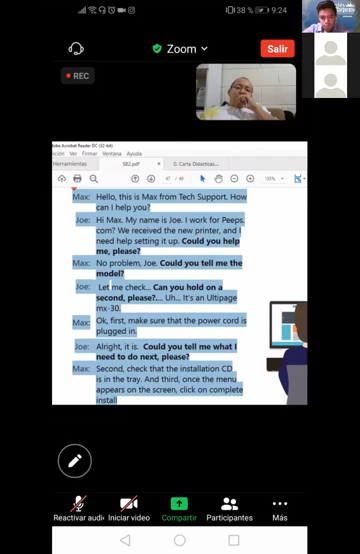 38 % 9:24
Zoom
Salir
REC
Adobe Acrobat Reader DC (32-bit)
Ver Firmar Ventana Ayuda
Herramientas SB2.pdf × G. Carta Didacticas...
Max: Hello, this is Max from Tech Support. How
can I help you?
Joe: Hi Max. My name is Joe. I work for Peeps.
com? We received the new printer, and I
need help setting it up. Could you help
me, please?
Max: No problem, Joe. Could you tell me the
model?
Joe: Let me check... Can you hold on a
second, please?.... Uh... It's an Ultipage
mx-30.
Max: Ok, first, make sure that the power cord is
plugged in.
Joe: Alright, it is. Could you tell me what I
need to do next, please?
Max: Second, check that the installation CD
is in the tray. And third, once the menu
appears on the screen, click on complete
install
Reactivar audi Iniciar video Compartir Participantes Más